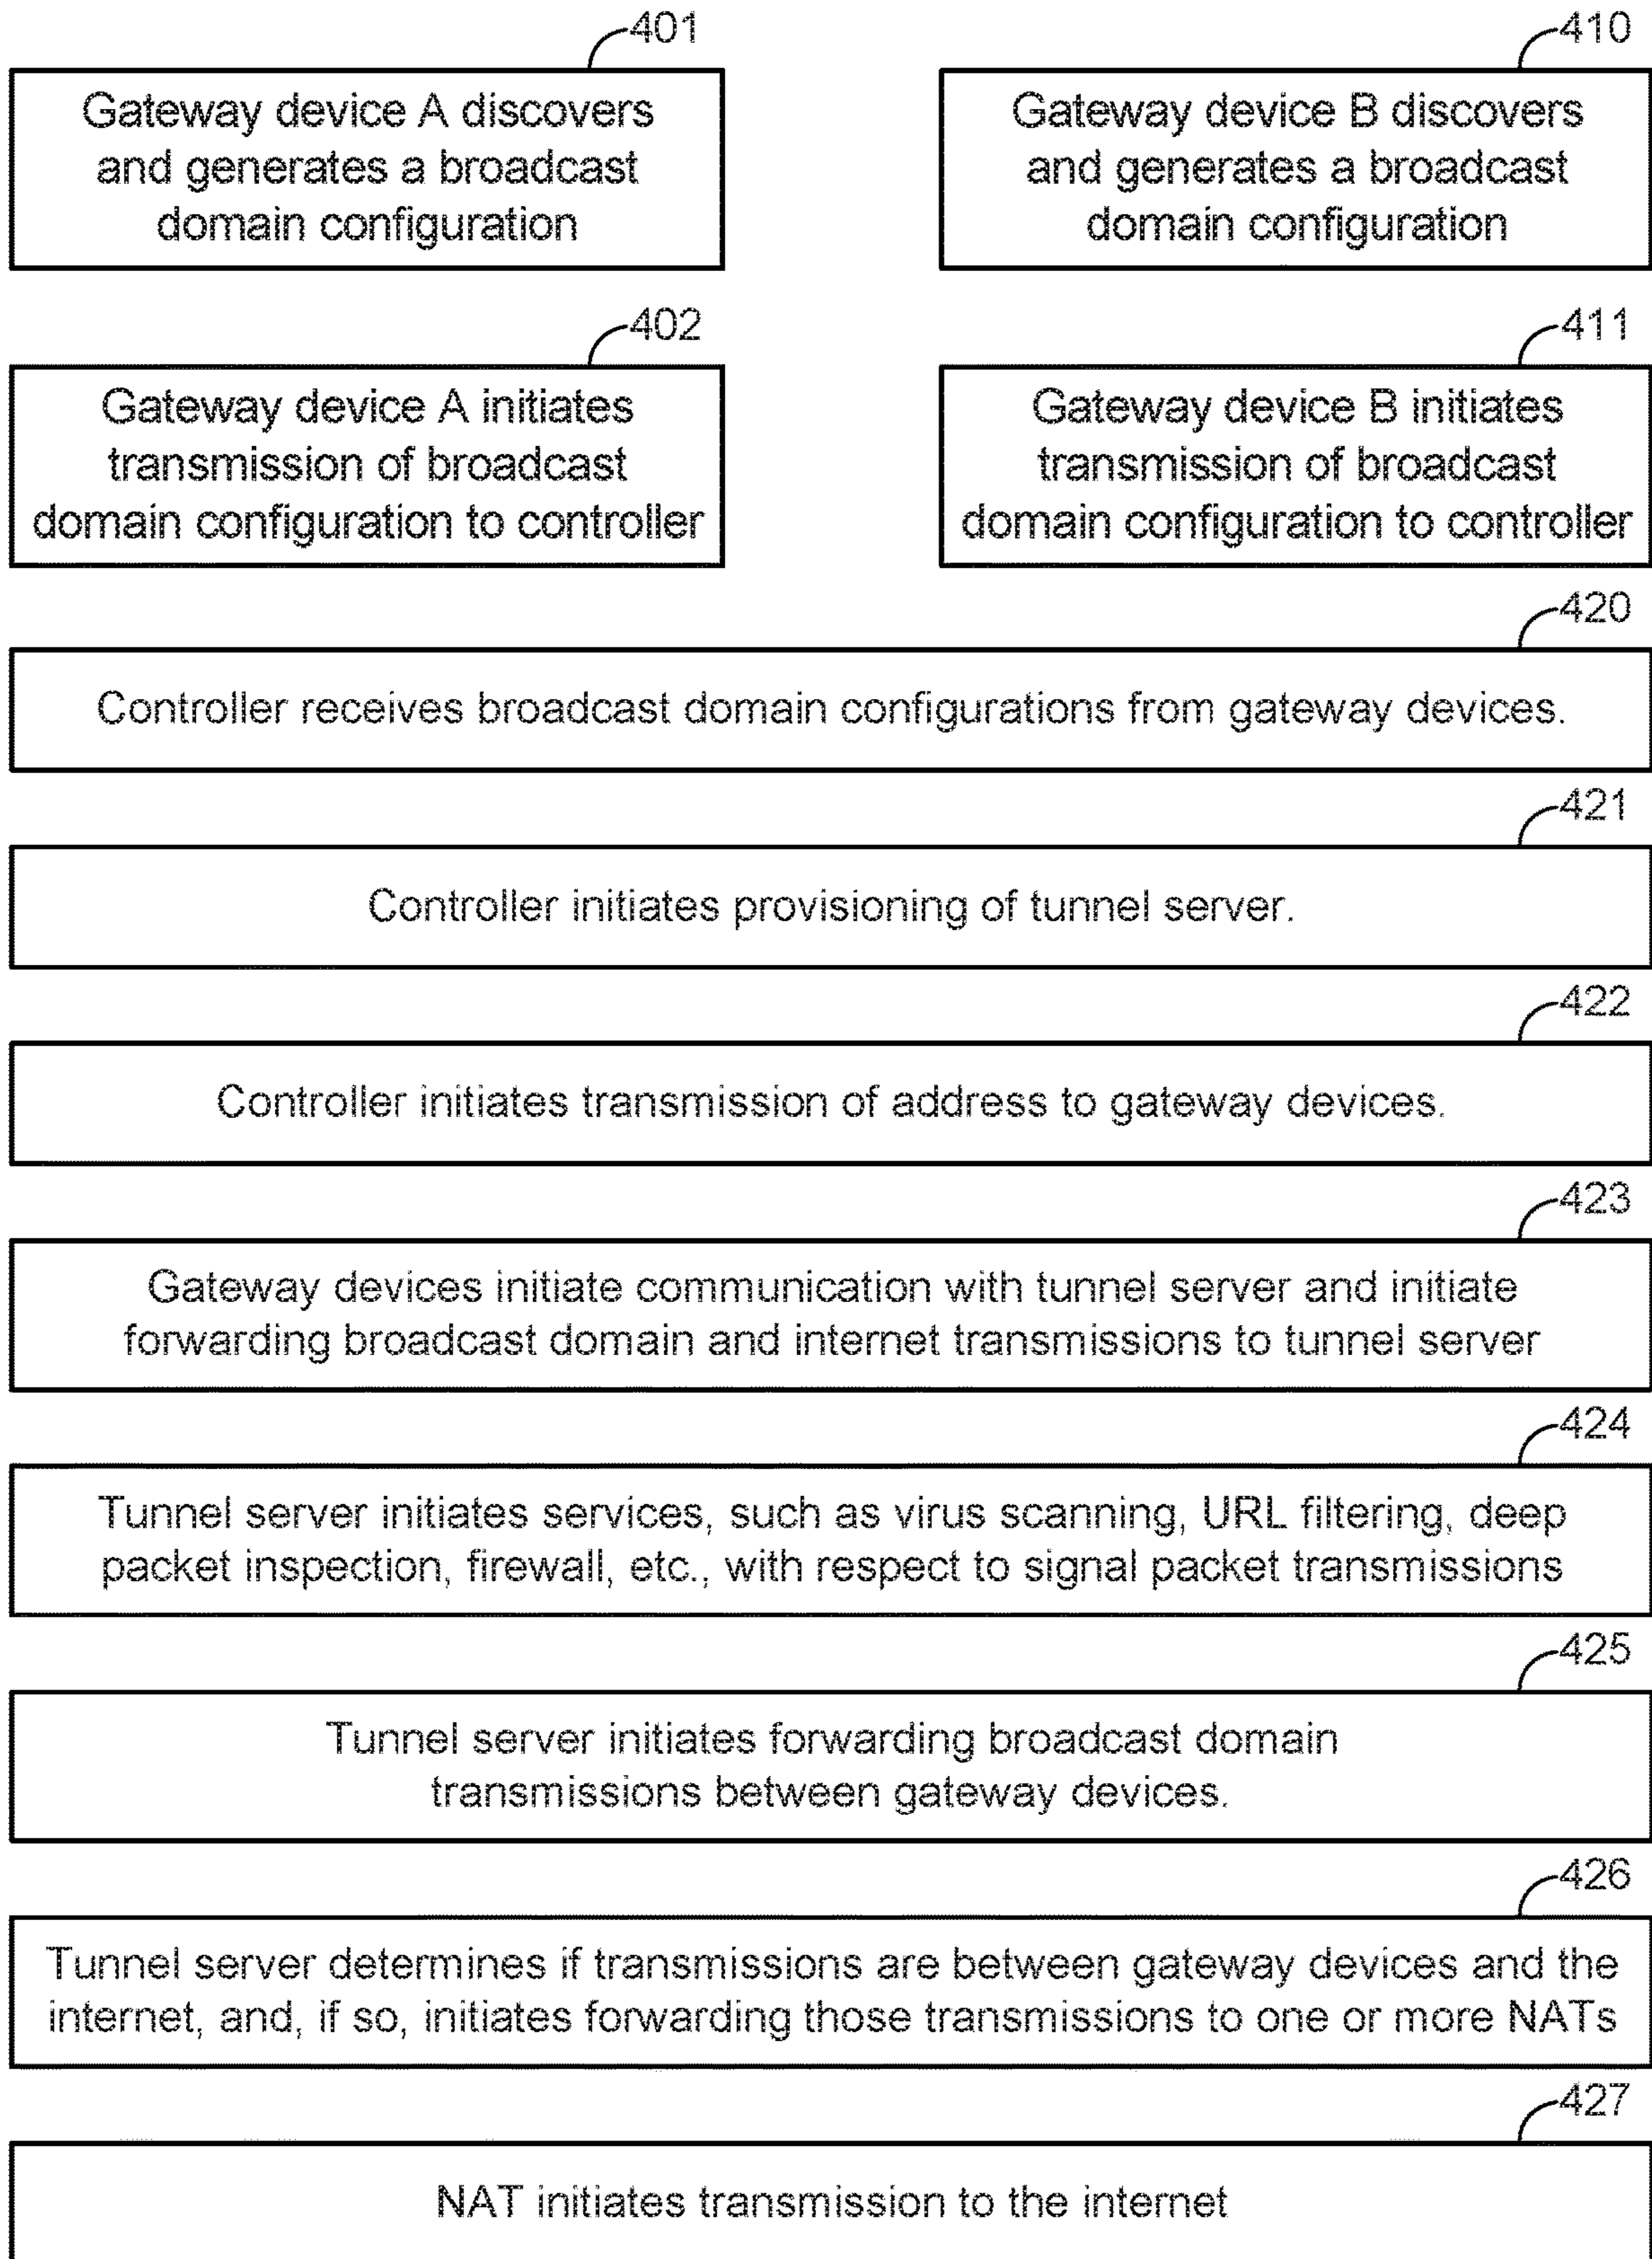 401
Gateway device A discovers
and generates a broadcast
domain configuration
410
Gateway device B discovers
and generates a broadcast
domain configuration
402
Gateway device A initiates
transmission of broadcast
domain configuration to controller
411
Gateway device B initiates
transmission of broadcast
domain configuration to controller
420
Controller receives broadcast domain configurations from gateway devices.
421
Controller initiates provisioning of tunnel server.
422
Controller initiates transmission of address to gateway devices.
423
Gateway devices initiate communication with tunnel server and initiate
forwarding broadcast domain and internet transmissions to tunnel server
424
Tunnel server initiates services, such as virus scanning, URL filtering, deep
packet inspection, firewall, etc., with respect to signal packet transmissions
425
Tunnel server initiates forwarding broadcast domain
transmissions between gateway devices.
426
Tunnel server determines if transmissions are between gateway devices and the
internet, and, if so, initiates forwarding those transmissions to one or more NATs
427
NAT initiates transmission to the internet